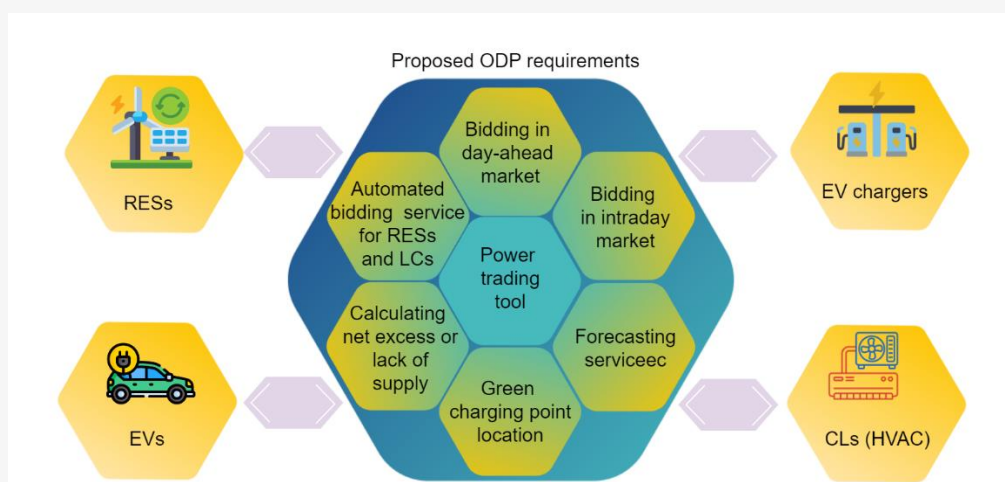 Proposed ODP requirements
RESs
EV chargers
Bidding in
day-ahead
market
Automated
bidding service
for RESs
and LCs
Bidding
in intraday
market
Power
trading
tool
Calculating
net excess or
lack of
supply
Forecasting
serviceec
Green
charging point
location
EVs
CLs (HVAC)